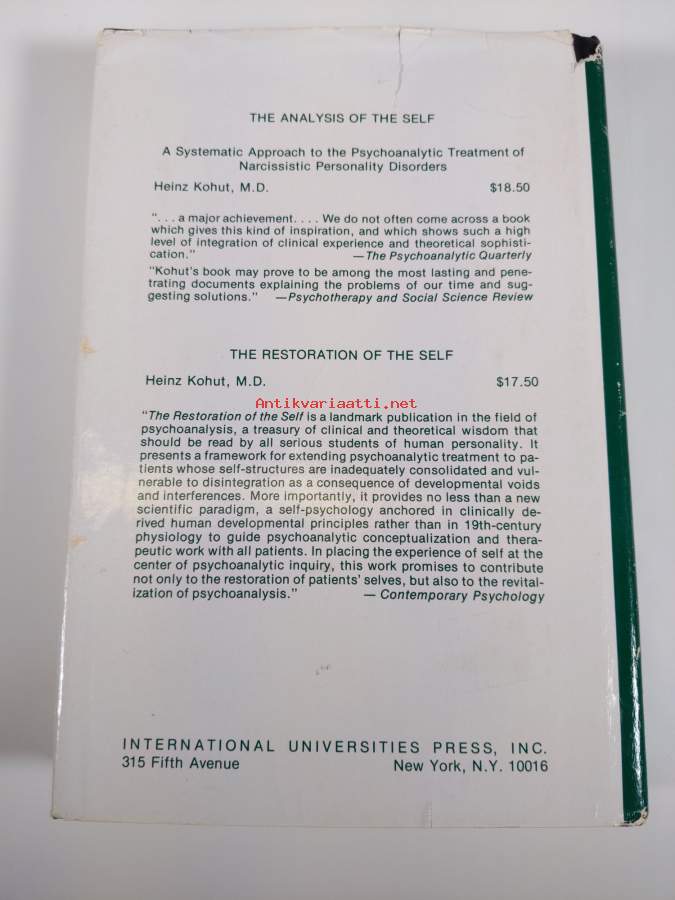 THE ANALYSIS OF THE SELF
A Systematic Approach to the Psychoanalytic Treatment of
Narcissistic Personality Disorders
Heinz Kohut, M.D. $18.50
". . . a major achievement. . . . We do not often come across a book
which gives this kind of inspiration, and which shows such a high
level of integration of clinical experience and theoretical sophisti-
cation." —The Psychoanalytic Quarterly
"Kohut's book may prove to be among the most lasting and pene-
trating documents explaining the problems of our time and sug-
gesting solutions." —Psychotherapy and Social Science Review
THE RESTORATION OF THE SELF
Heinz Kohut, M.D. $17.50
Antikvariaatti.net
"The Restoration of the Self is a landmark publication in the field of
psychoanalysis, a treasury of clinical and theoretical wisdom that
should be read by all serious students of human personality. It
presents a framework for extending psychoanalytic treatment to pa-
tients whose self-structures are inadequately consolidated and vul-
nerable to disintegration as a consequence of developmental voids
and interferences. More importantly, it provides no less than a new
scientific paradigm, a self-psychology anchored in clinically de-
rived human developmental principles rather than in 19th-century
physiology to guide psychoanalytic conceptualization and thera-
peutic work with all patients. In placing the experience of self at the
center of psychoanalytic inquiry, this work promises to contribute
not only to the restoration of patients' selves, but also to the revital-
ization of psychoanalysis." — Contemporary Psychology
INTERNATIONAL UNIVERSITIES PRESS, INC.
315 Fifth Avenue New York, N.Y. 10016